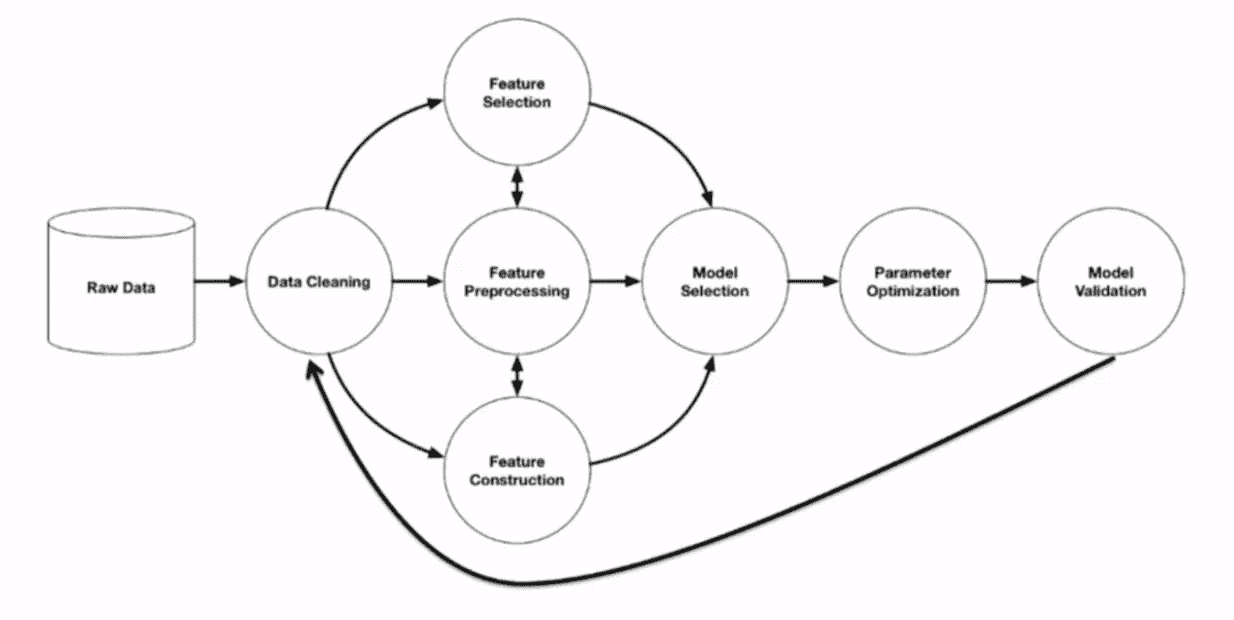 Feature
Selection
Raw Data
Data Cleaning
Feature
Preprocessing
Model
Selection
Parameter
Optimization
Model
Validation
Feature
Construction